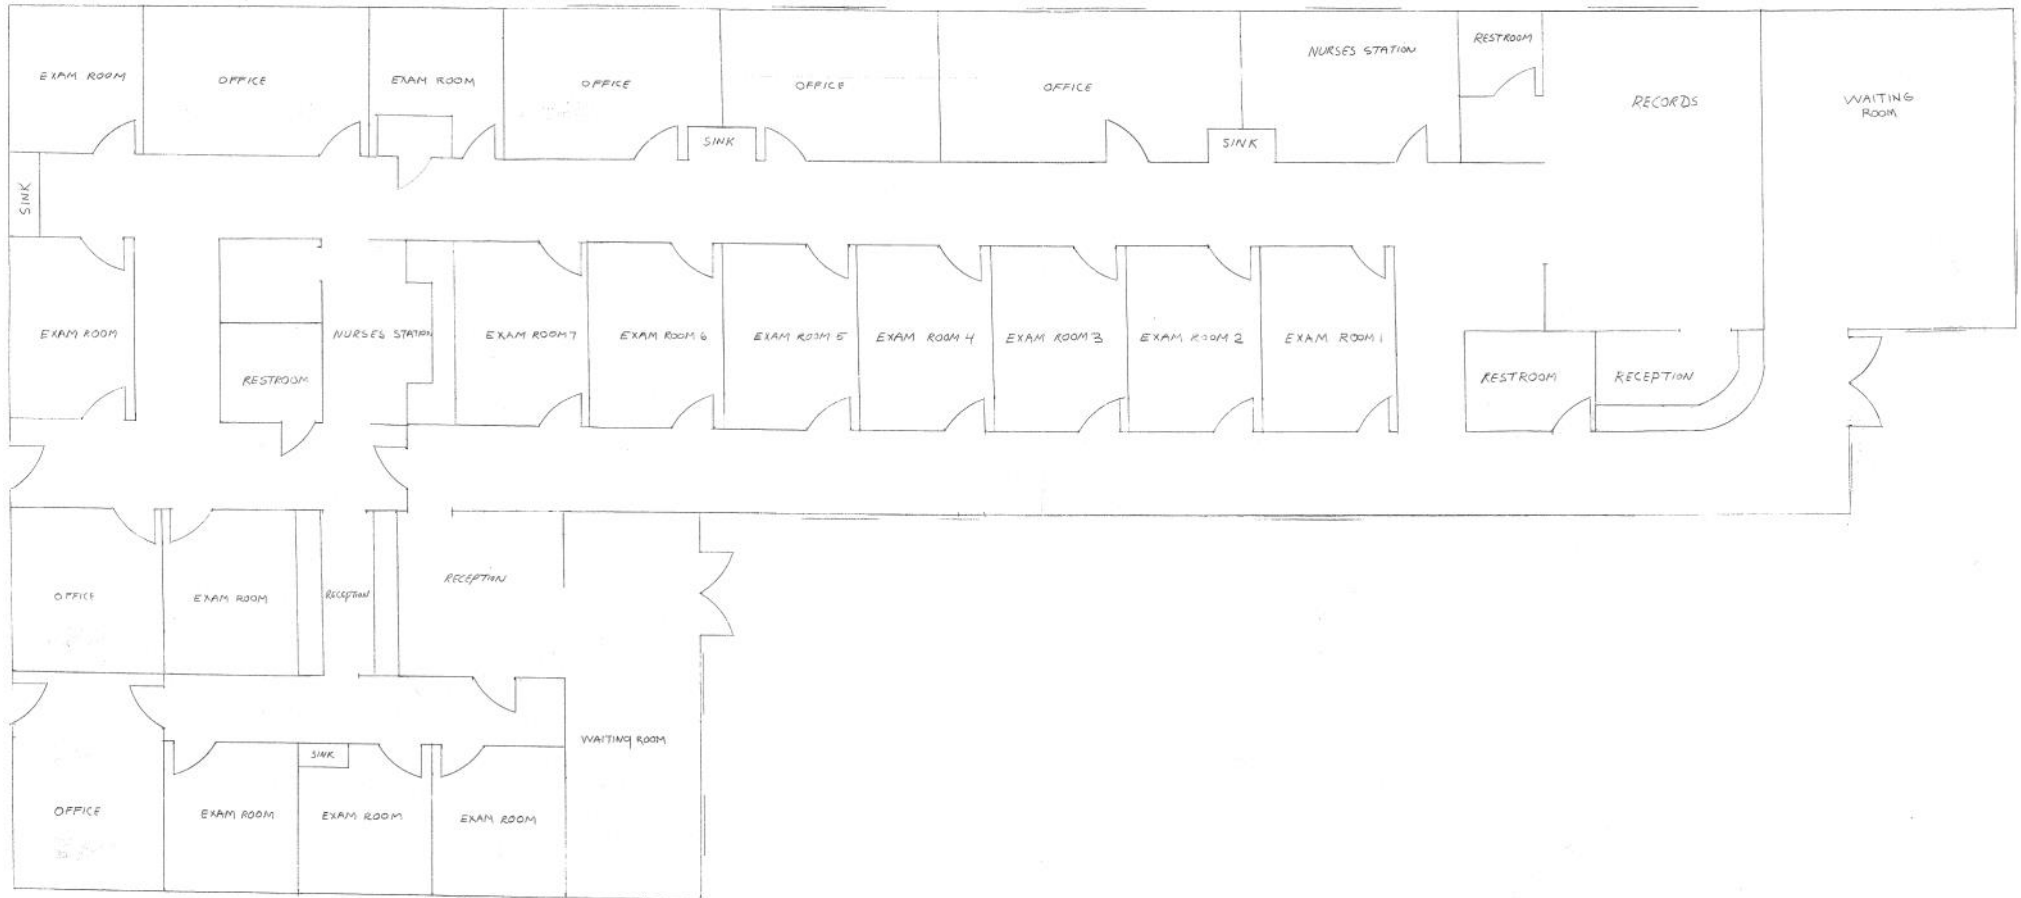 EXAM ROOM
OFFICE
EXAM ROOM
OFFICE
OFFICE
OFFICE
NURSES STATION
RESTROOM
RECORDS
WAITING
ROOM
SINK
SINK
SINK
EXAM ROOM
RESTROOM
NURSES STATION
EXAM ROOM 7
EXAM ROOM 6
EXAM ROOM 5
EXAM ROOM 4
EXAM ROOM 3
EXAM ROOM 2
EXAM ROOM 1
RESTROOM
RECEPTION
OFFICE
EXAM ROOM
RECEPTION
RECEPTION
WAITING ROOM
OFFICE
EXAM ROOM
SINK
EXAM ROOM
EXAM ROOM